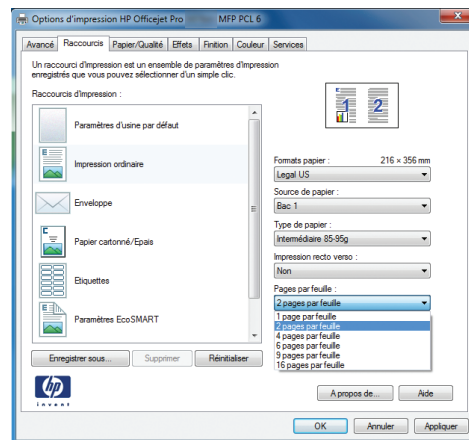 Options d'impression HP Officejet Pro MFP PCL 6
Avancé Raccourcis Papier/Qualité Effets Finition Couleur Services
Un raccourci d'impression est un ensemble de paramètres d'impression
enregistrés que vous pouvez sélectionner d'un simple clic.
Raccourcis d'impression :
Paramètres d'usine par défaut
Impression ordinaire
Enveloppe
Papier cartonné/Epais
Etiquettes
Paramètres EcoSMART
Enregistrer sous... Supprimer Réinitialiser
hp
invent
1 2
Formats papier : 216 × 356 mm
Legal US
Source de papier :
Bac 1
Type de papier :
Intermédiaire 85-95g
Impression recto verso :
Non
Pages par feuille :
2 pages par feuille
1 page par feuille
2 pages par feuille
4 pages par feuille
6 pages par feuille
9 pages par feuille
16 pages par feuille
A propos de... Aide
OK Annuler Appliquer